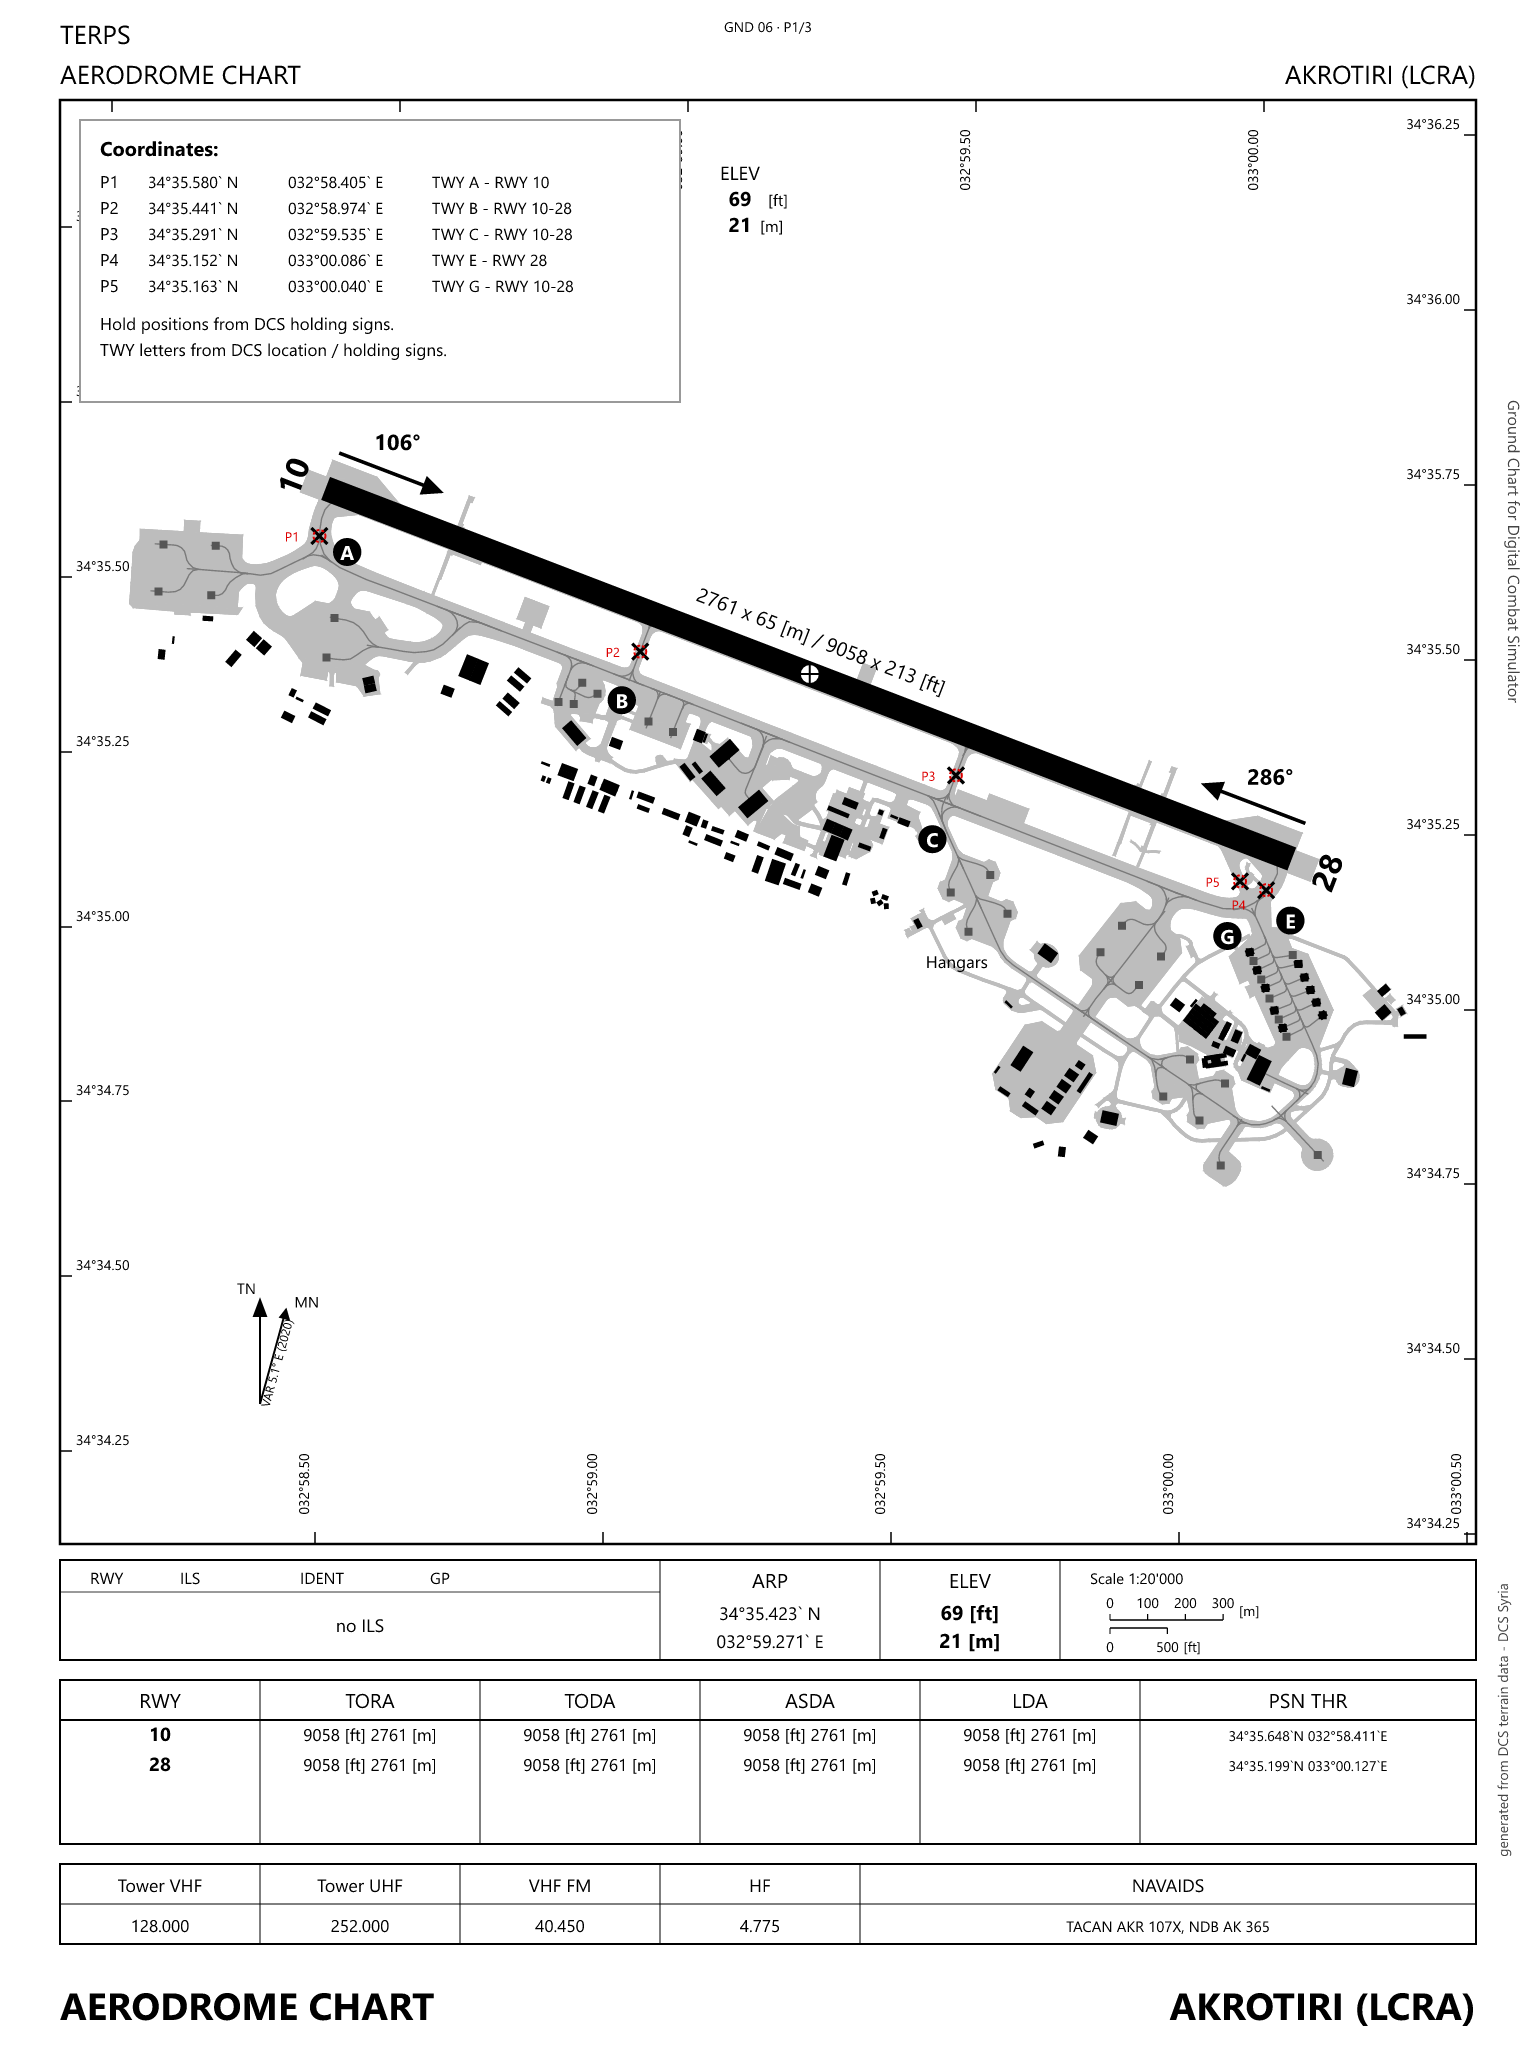 GND 06 · P1/3
TERPS
AERODROME CHART
AKROTIRI (LCRA)
Coordinates:
P1 34°35.580` N 032°58.405` E TWY A - RWY 10
P2 34°35.441` N 032°58.974` E TWY B - RWY 10-28
P3 34°35.291` N 032°59.535` E TWY C - RWY 10-28
P4 34°35.152` N 033°00.086` E TWY E - RWY 28
P5 34°35.163` N 033°00.040` E TWY G - RWY 10-28
Hold positions from DCS holding signs.
TWY letters from DCS location / holding signs.
ELEV
69 [ft]
21 [m]
032°59.50
033°00.00
34°36.25
34°36.00
34°35.75
34°35.50
34°35.25
34°35.00
34°34.75
34°34.50
34°34.25
34°35.50
34°35.25
34°35.00
34°34.75
34°34.50
34°34.25
10
106°
P1
A
2761 x 65 [m] / 9058 x 213 [ft]
P2
B
P3
C
286°
28
P5
P4
E
G
Hangars
TN
MN
VAR 5.1° E (2020)
032°58.50
032°59.00
032°59.50
033°00.00
033°00.50
Ground Chart for Digital Combat Simulator
RWY ILS IDENT GP
no ILS
ARP
34°35.423` N
032°59.271` E
ELEV
69 [ft]
21 [m]
Scale 1:20'000
0 100 200 300 [m]
0 500 [ft]
RWY TORA TODA ASDA LDA PSN THR
10 9058 [ft] 2761 [m] 9058 [ft] 2761 [m] 9058 [ft] 2761 [m] 9058 [ft] 2761 [m] 34°35.648`N 032°58.411`E
28 9058 [ft] 2761 [m] 9058 [ft] 2761 [m] 9058 [ft] 2761 [m] 9058 [ft] 2761 [m] 34°35.199`N 033°00.127`E
generated from DCS terrain data - DCS Syria
Tower VHF Tower UHF VHF FM HF NAVAIDS
128.000 252.000 40.450 4.775 TACAN AKR 107X, NDB AK 365
AERODROME CHART
AKROTIRI (LCRA)